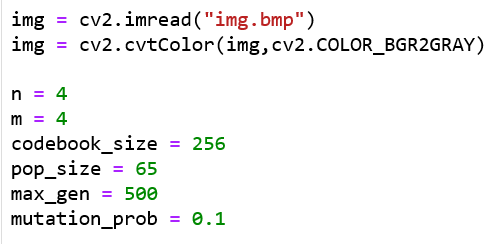 img = cv2.imread("img.bmp")
img = cv2.cvtColor(img,cv2.COLOR_BGR2GRAY)
n = 4
m = 4
codebook_size = 256
pop_size = 65
max_gen = 500
mutation_prob = 0.1